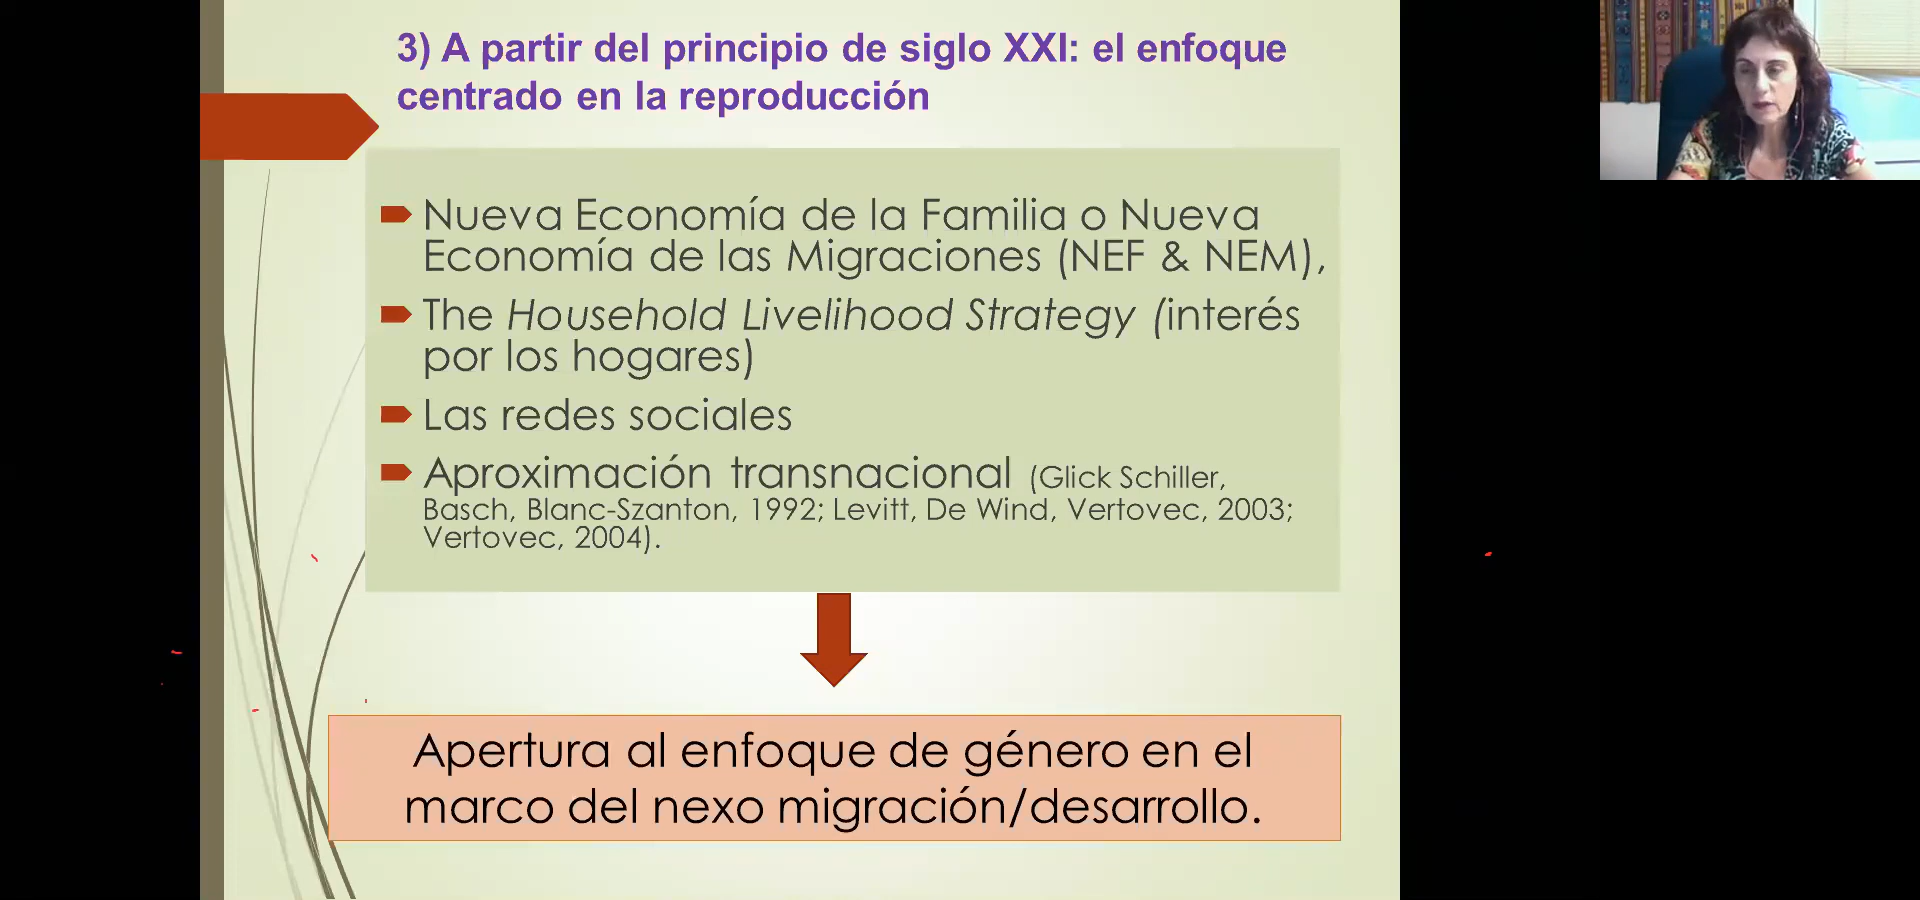 3) A partir del principio de siglo XXI: el enfoque
centrado en la reproducción
Nueva Economía de la Familia o Nueva
Economía de las Migraciones (NEF & NEM),
The Household Livelihood Strategy (interés
por los hogares)
Las redes sociales
Aproximación transnacional (Glick Schiller,
Basch, Blanc-Szanton, 1992; Levitt, De Wind, Vertovec, 2003;
Vertovec, 2004).
Apertura al enfoque de género en el
marco del nexo migración/desarrollo.